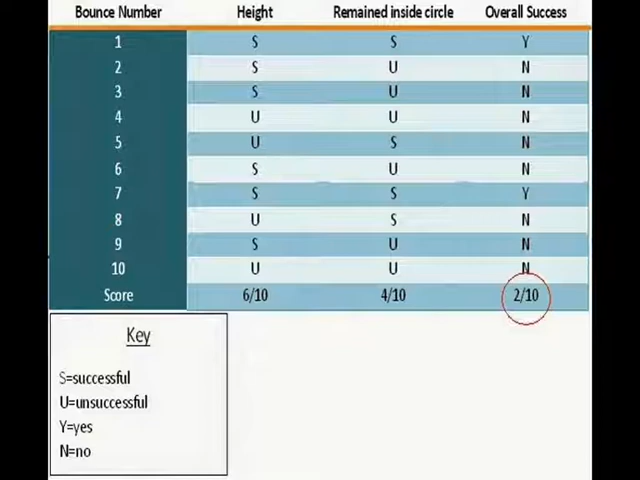 Bounce Number Height Remained inside circle Overall Success
1 S S Y
2 S U N
3 S U N
4 U U N
5 U S N
6 S U N
7 S S Y
8 U S N
9 S U N
10 U U N
Score 6/10 4/10 2/10
Key
S=successful
U=unsuccessful
Y=yes
N=no